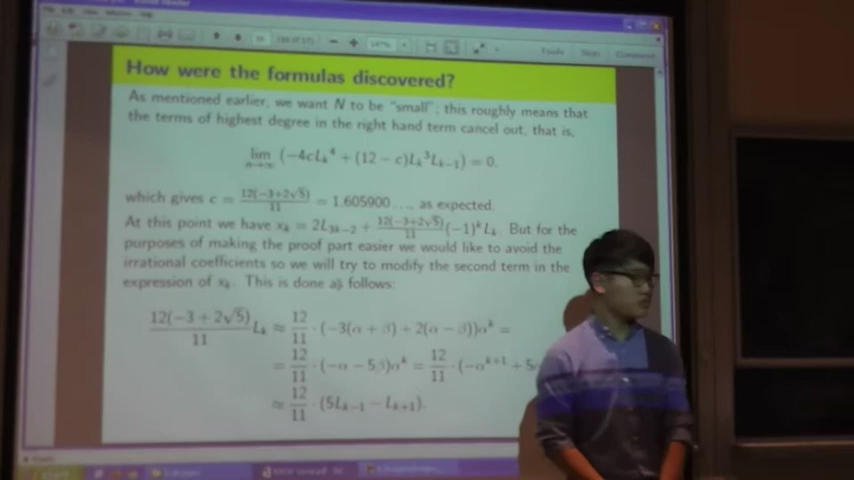 How were the formulas discovered?
As mentioned earlier, we want N to be "small"; this roughly means that
the terms of highest degree in the right hand term cancel out, that is,
lim n→∞ (−4cL_k^4 + (12 − c)L_k^3 L_{k−1}) = 0.
which gives c = 12(−3+2√5)/11 = 1.605900..., as expected.
At this point we have x_k = 2L_{3k−2} + 12(−3+2√5)/11 (−1)^k L_k. But for the
purposes of making the proof part easier we would like to avoid the
irrational coefficients so we will try to modify the second term in the
expression of x_k. This is done as follows:
12(−3 + 2√5)/11 L_k ≈ 12/11 · (−3(α + β) + 2(α − β))α^k =
= 12/11 · (−α − 5β)α^k = 12/11 · (−α^{k+1} + 5
≈ 12/11 · (5L_{k−1} − L_{k+1}).